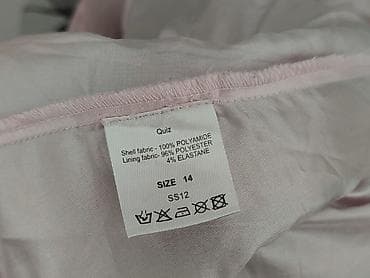 Quiz
Shell fabric - 100% POLYAMIDE
Lining fabric- 96% POLYESTER
4% ELASTANE
SIZE 14
SS12